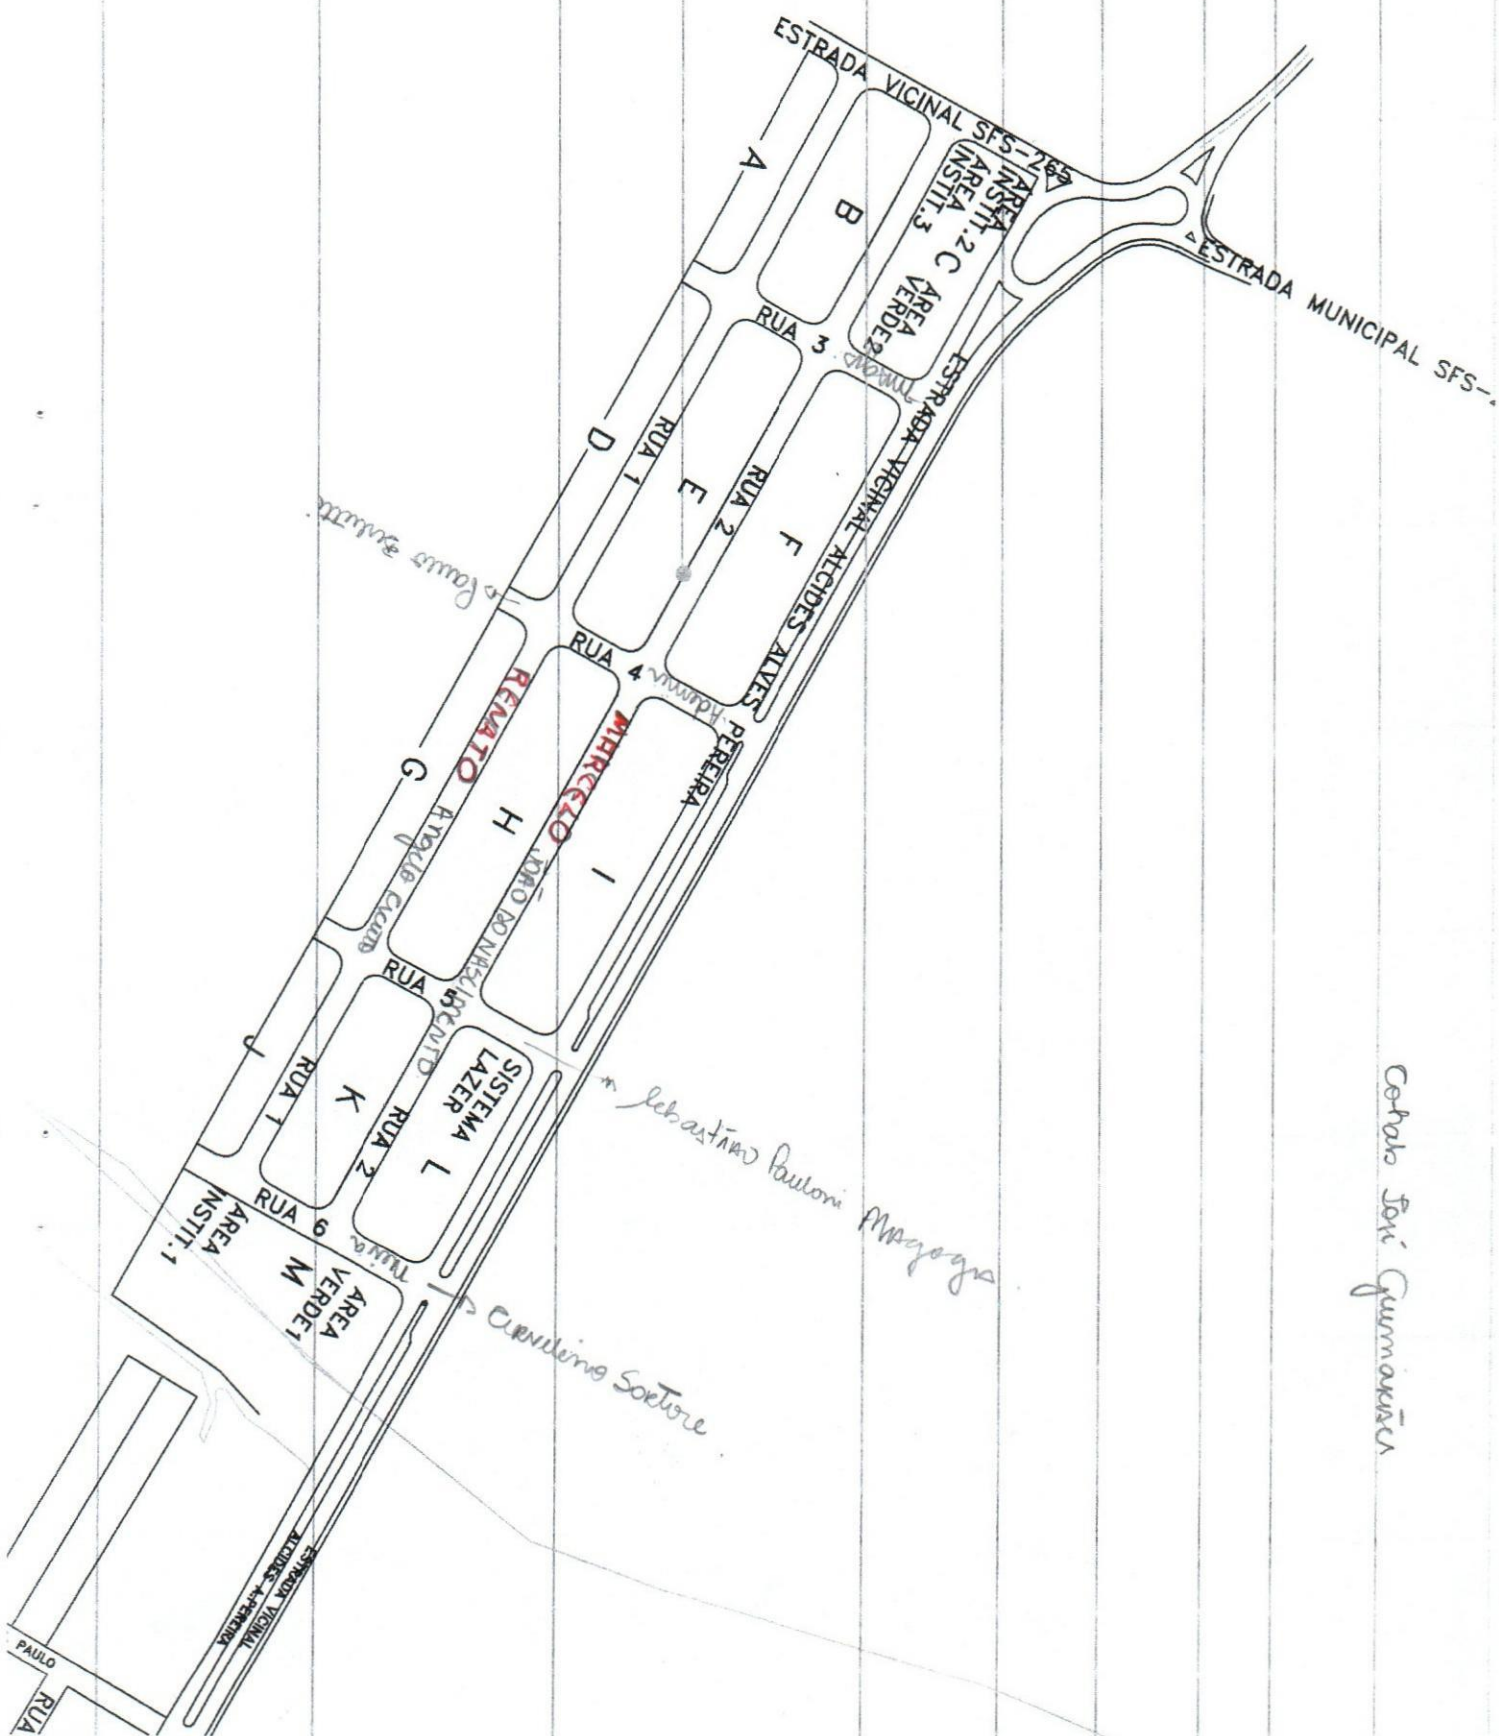 ESTRADA VICINAL SFS-265
ESTRADA MUNICIPAL SFS-
A
B
ÁREA
INSTIT.2
ÁREA
INSTIT.3
C
ÁREA
VERDE2
RUA 3
ESTRADA VICINAL ALCIDES ALVES PEREIRA
D
RUA 1
E
RUA 2
F
RUA 4
Ademir
RENATO
MARCELO
G
H
I
Angelo
JOÃO DO NASCIMENTO
RUA 5
J
RUA 1
K
RUA 2
SISTEMA
LAZER
L
Sebastião Pauloni
RUA 6
ÁREA
INSTIT.1
M
ÁREA
VERDE1
Sortore
Cohab José
ESTRADA VICINAL
ALCIDES A.PEREIRA
PAULO
RUA